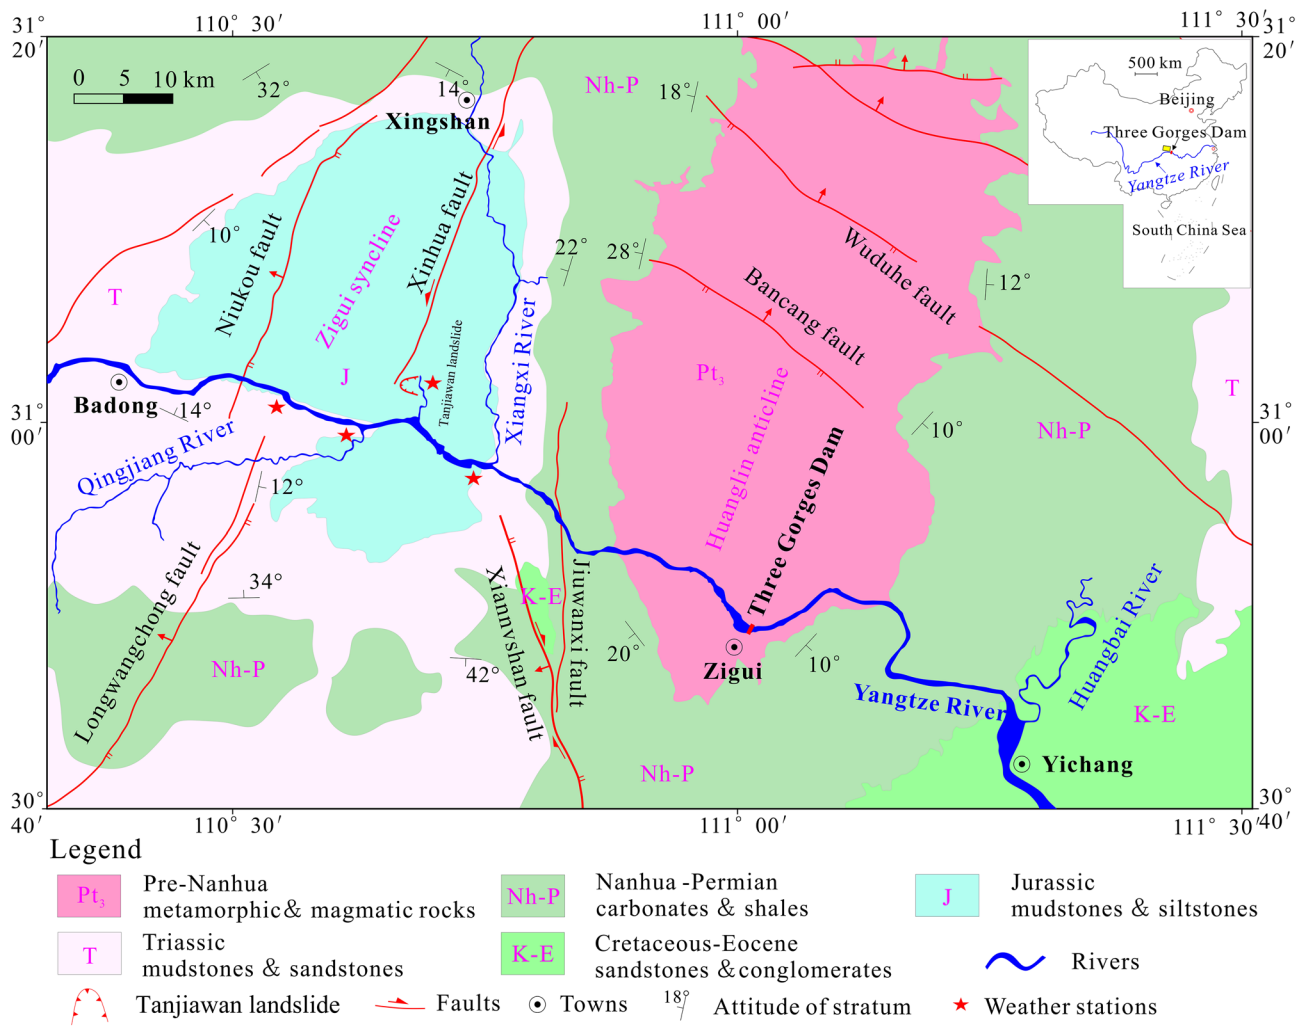 110° 30′
111° 00′
111° 30′
31°
20′
31°
20′
0 5 10 km
32°
14°
Xingshan
Nh-P
18°
500 km
Beijing
Three Gorges Dam
Yangtze River
South China Sea
10°
Niukou fault
Zigui syncline
Xinhua fault
22°
28°
Wuduhe fault
12°
Bancang fault
T
J
Tanjiawan landslide
Xiangxi River
Pt3
Huanglin anticline
Three Gorges Dam
T
Badong
14°
31°
00′
31°
00′
Qingjiang River
10°
Nh-P
12°
Longwangchong fault
34°
K-E
Xiannvshan fault
Jiuwanxi fault
Nh-P
42°
20°
Zigui
10°
Huangbai River
Yangtze River
K-E
Nh-P
Yichang
30°
40′
30°
40′
110° 30′
111° 00′
111° 30′
Legend
Pt3
Pre-Nanhua
metamorphic & magmatic rocks
Nh-P
Nanhua -Permian
carbonates & shales
J
Jurassic
mudstones & siltstones
T
Triassic
mudstones & sandstones
K-E
Cretaceous-Eocene
sandstones &conglomerates
Rivers
Tanjiawan landslide
Faults
Towns
18°
Attitude of stratum
Weather stations